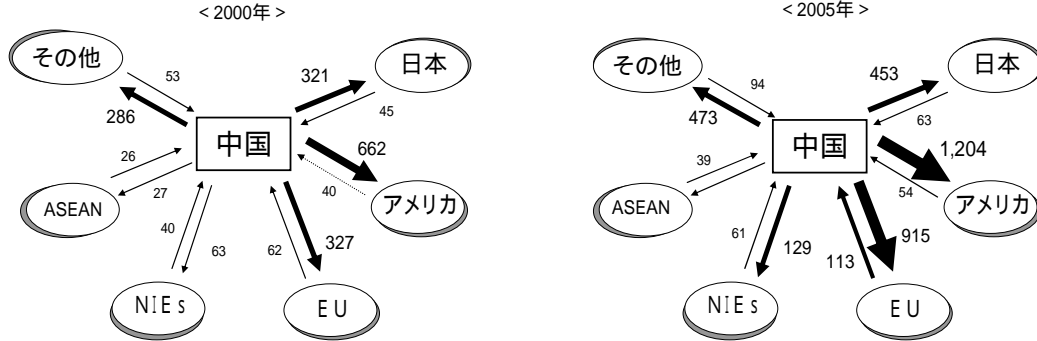 ＜2000年＞
その他
53
286
321
日本
45
中国
662
40
アメリカ
26
27
ASEAN
40
63
62
327
NIEs
EU
＜2005年＞
その他
94
473
453
日本
63
中国
1,204
54
アメリカ
39
ASEAN
61
129
113
915
NIEs
EU